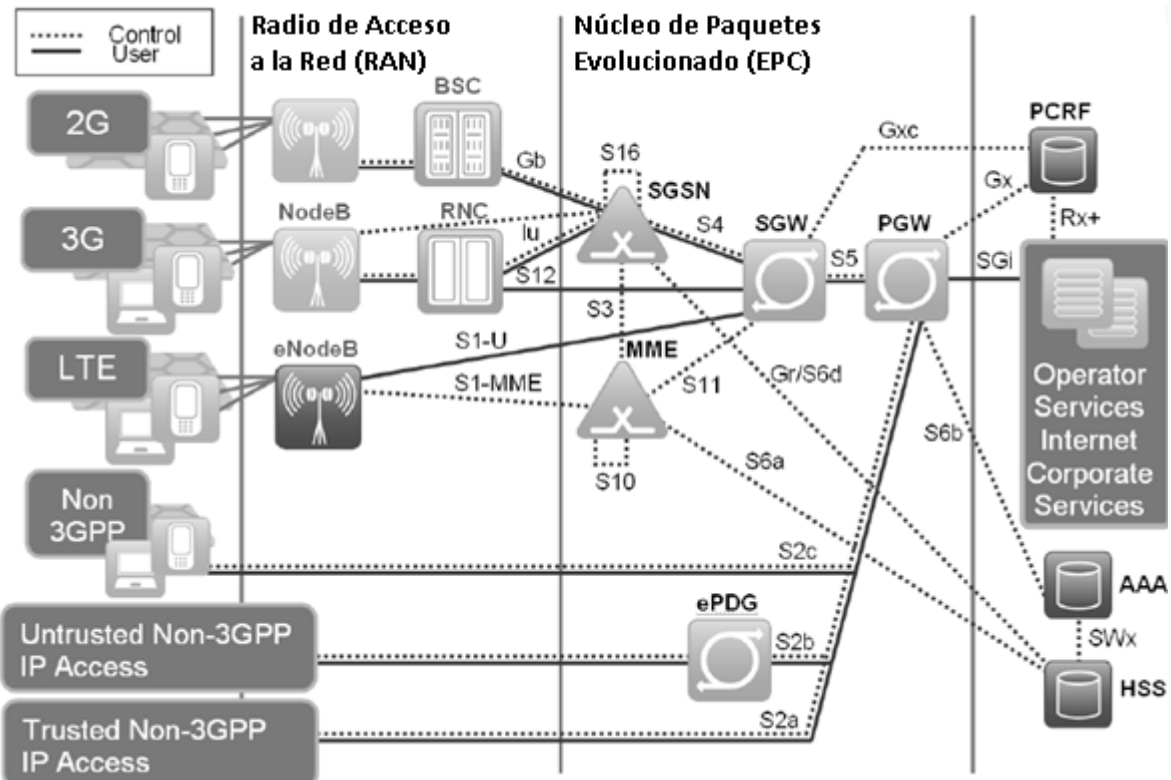 Control
User
Radio de Acceso
a la Red (RAN)
Núcleo de Paquetes
Evolucionado (EPC)
2G
BSC
Gb
S16
SGSN
Gxc
PCRF
Gx
Rx+
3G
NodeB
RNC
Iu
S12
S4
SGW
S5
PGW
SGi
S3
LTE
eNodeB
S1-U
S1-MME
MME
S11
Gr/S6d
S10
S6a
S6b
Operator
Services
Internet
Corporate
Services
Non
3GPP
S2c
ePDG
S2b
AAA
SWx
HSS
Untrusted Non-3GPP
IP Access
S2a
Trusted Non-3GPP
IP Access